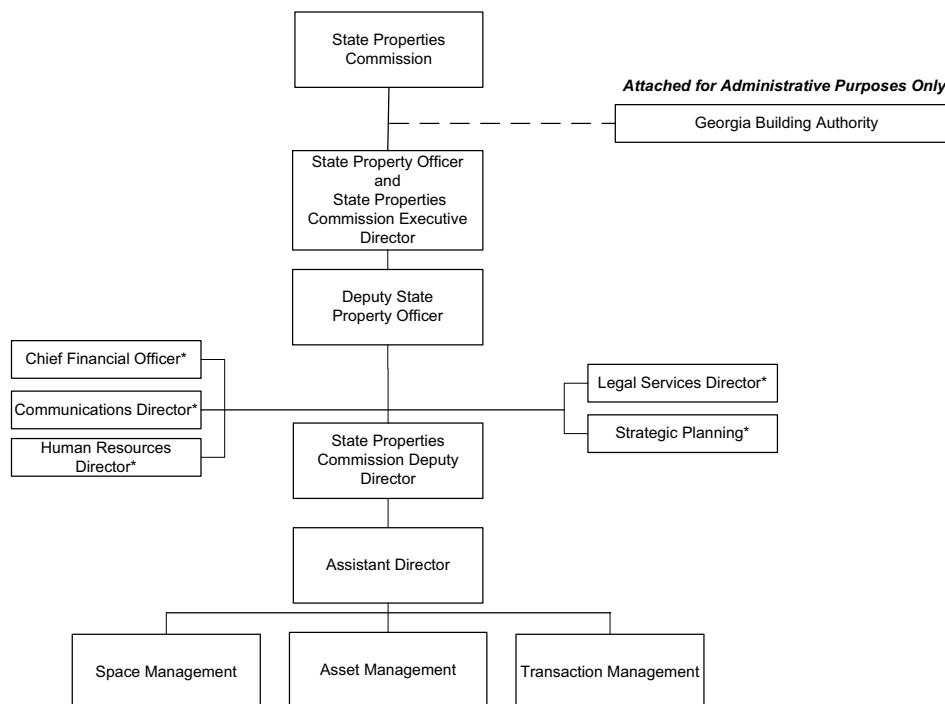 State Properties
Commission
Attached for Administrative Purposes Only
Georgia Building Authority
State Property Officer
and
State Properties
Commission Executive
Director
Deputy State
Property Officer
Chief Financial Officer*
Communications Director*
Human Resources
Director*
Legal Services Director*
Strategic Planning*
State Properties
Commission Deputy
Director
Assistant Director
Space Management
Asset Management
Transaction Management